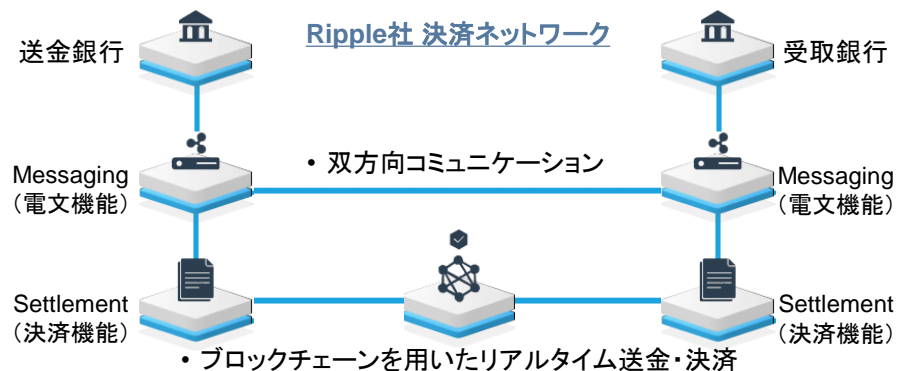 Ripple社 決済ネットワーク
送金銀行
受取銀行
Messaging
（電文機能）
• 双方向コミュニケーション
Messaging
（電文機能）
Settlement
（決済機能）
Settlement
（決済機能）
• ブロックチェーンを用いたリアルタイム送金・決済